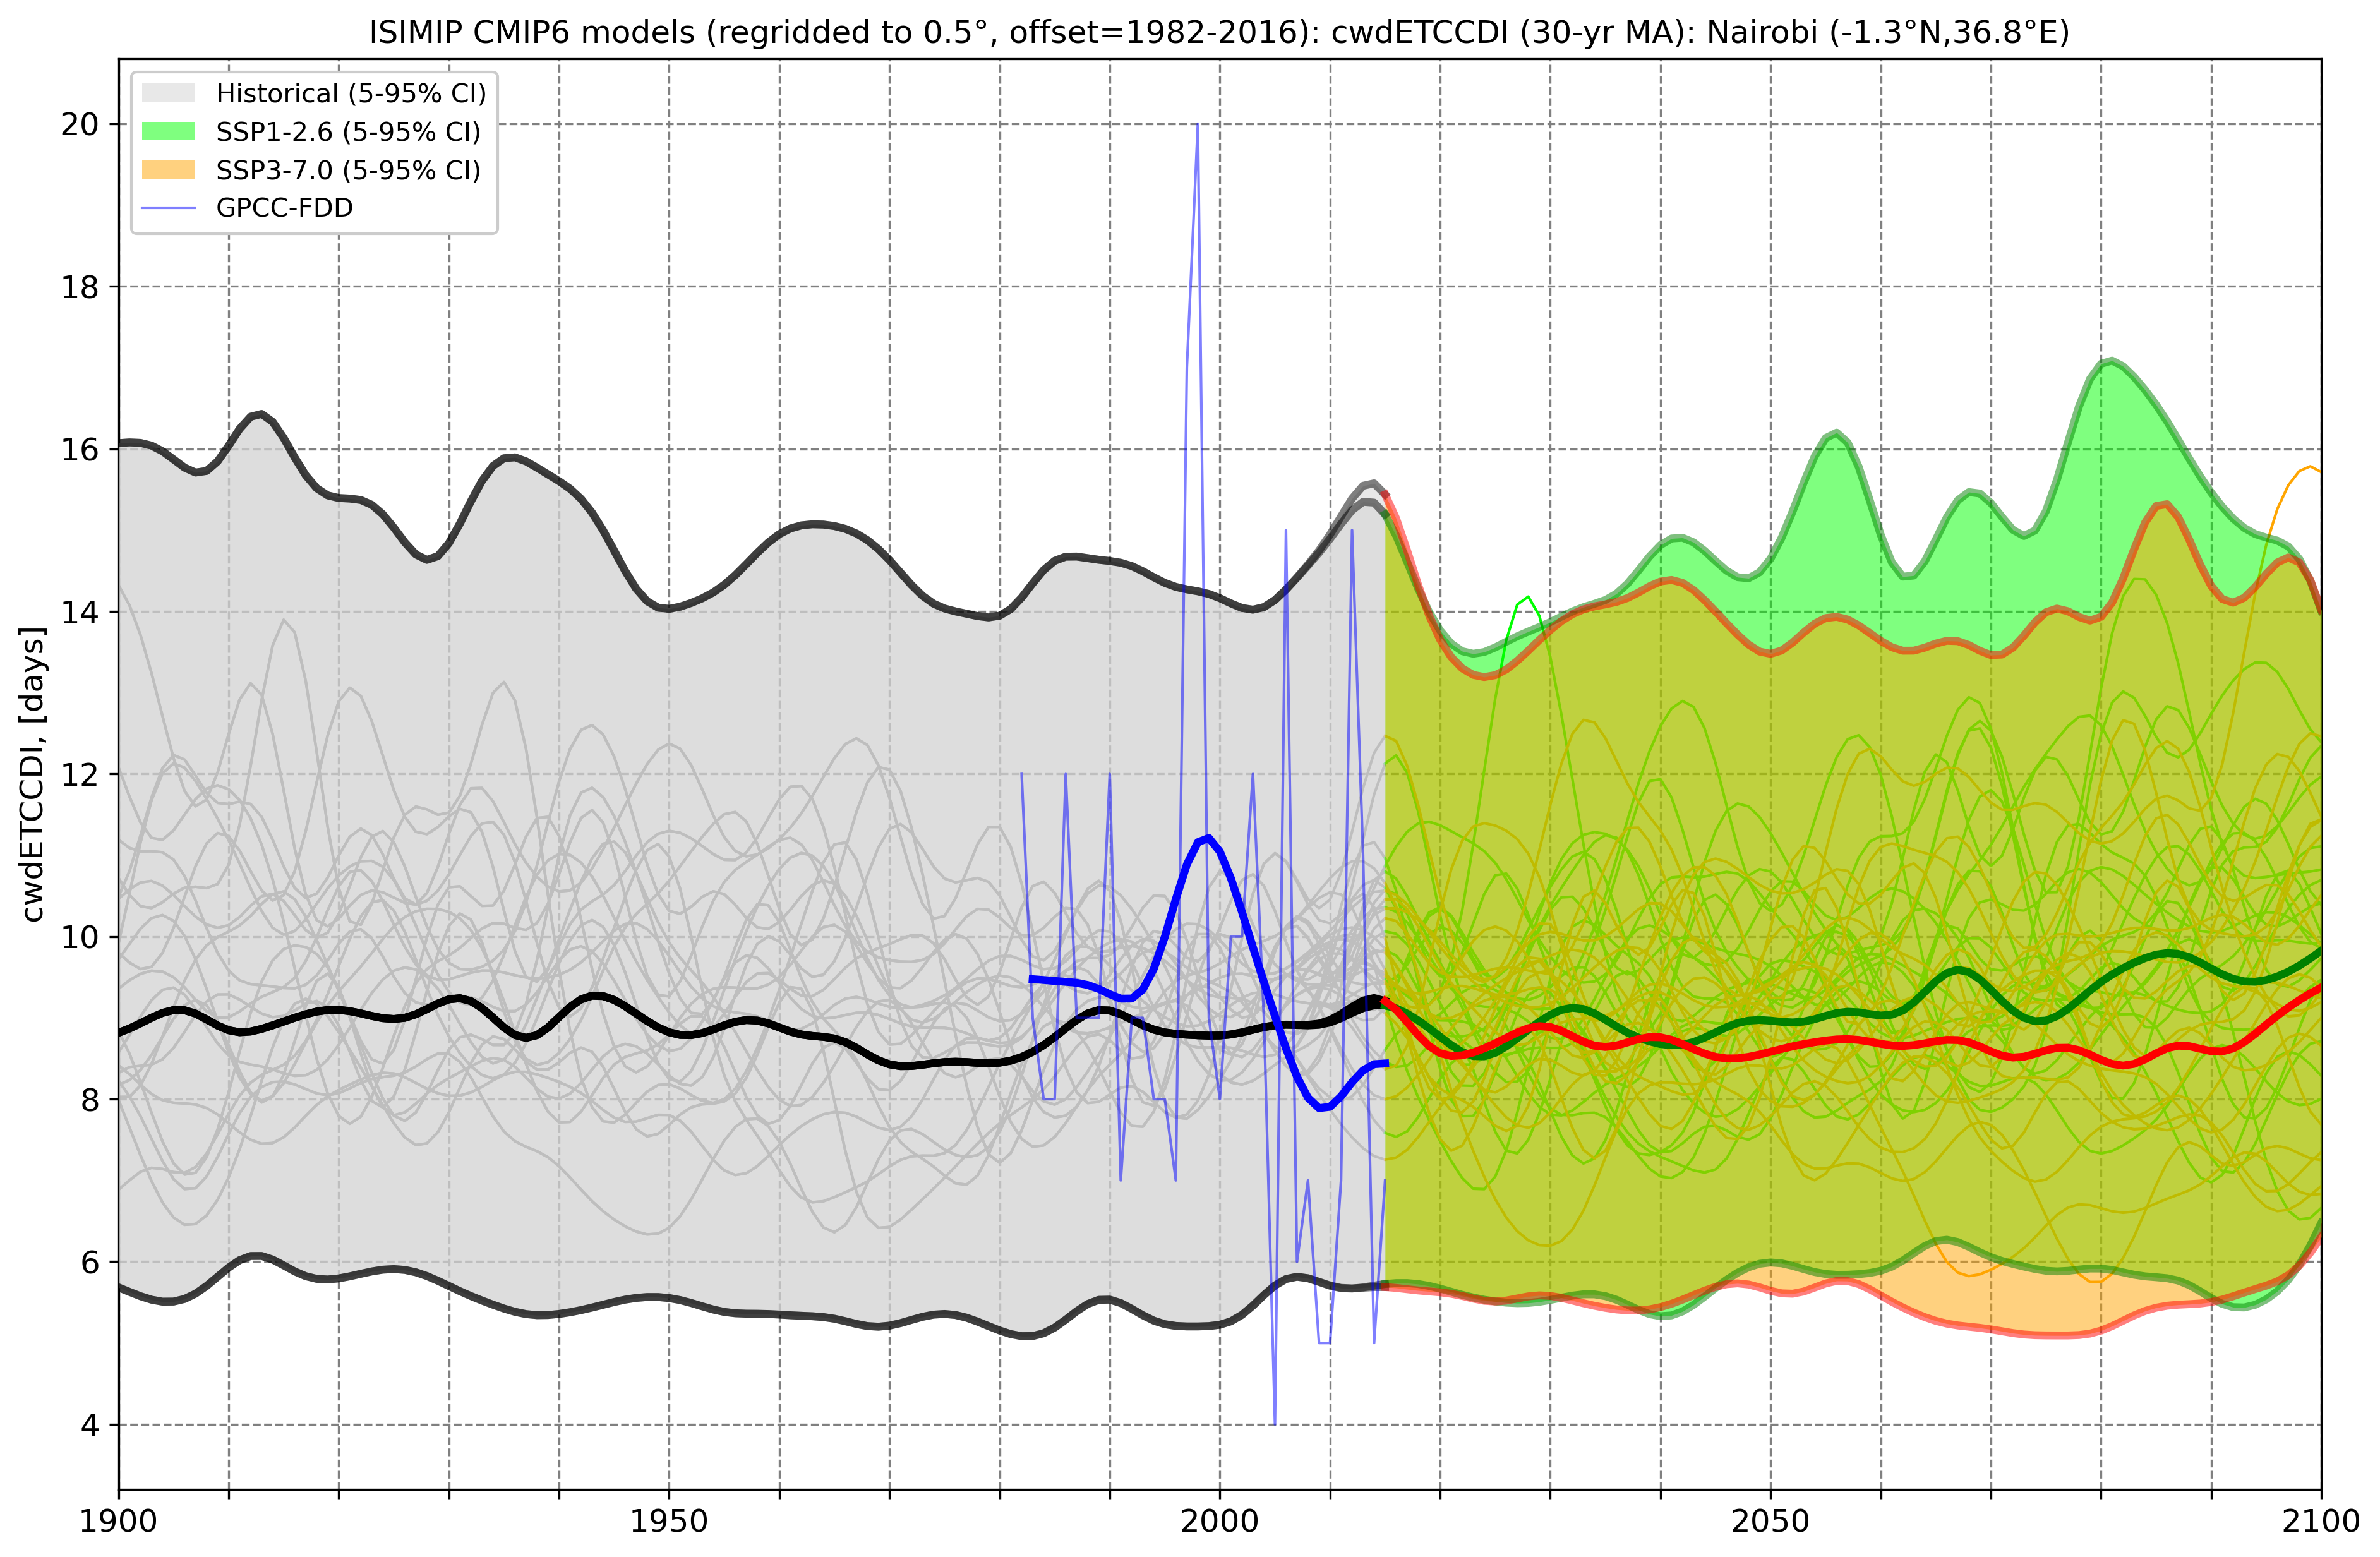 ISIMIP CMIP6 models (regridded to 0.5°, offset=1982-2016): cwdETCCDI (30-yr MA): Nairobi (-1.3°N,36.8°E)
Historical (5-95% CI)
SSP1-2.6 (5-95% CI)
SSP3-7.0 (5-95% CI)
GPCC-FDD
cwdETCCDI, [days]
20
18
16
14
12
10
8
6
4
1900
1950
2000
2050
2100